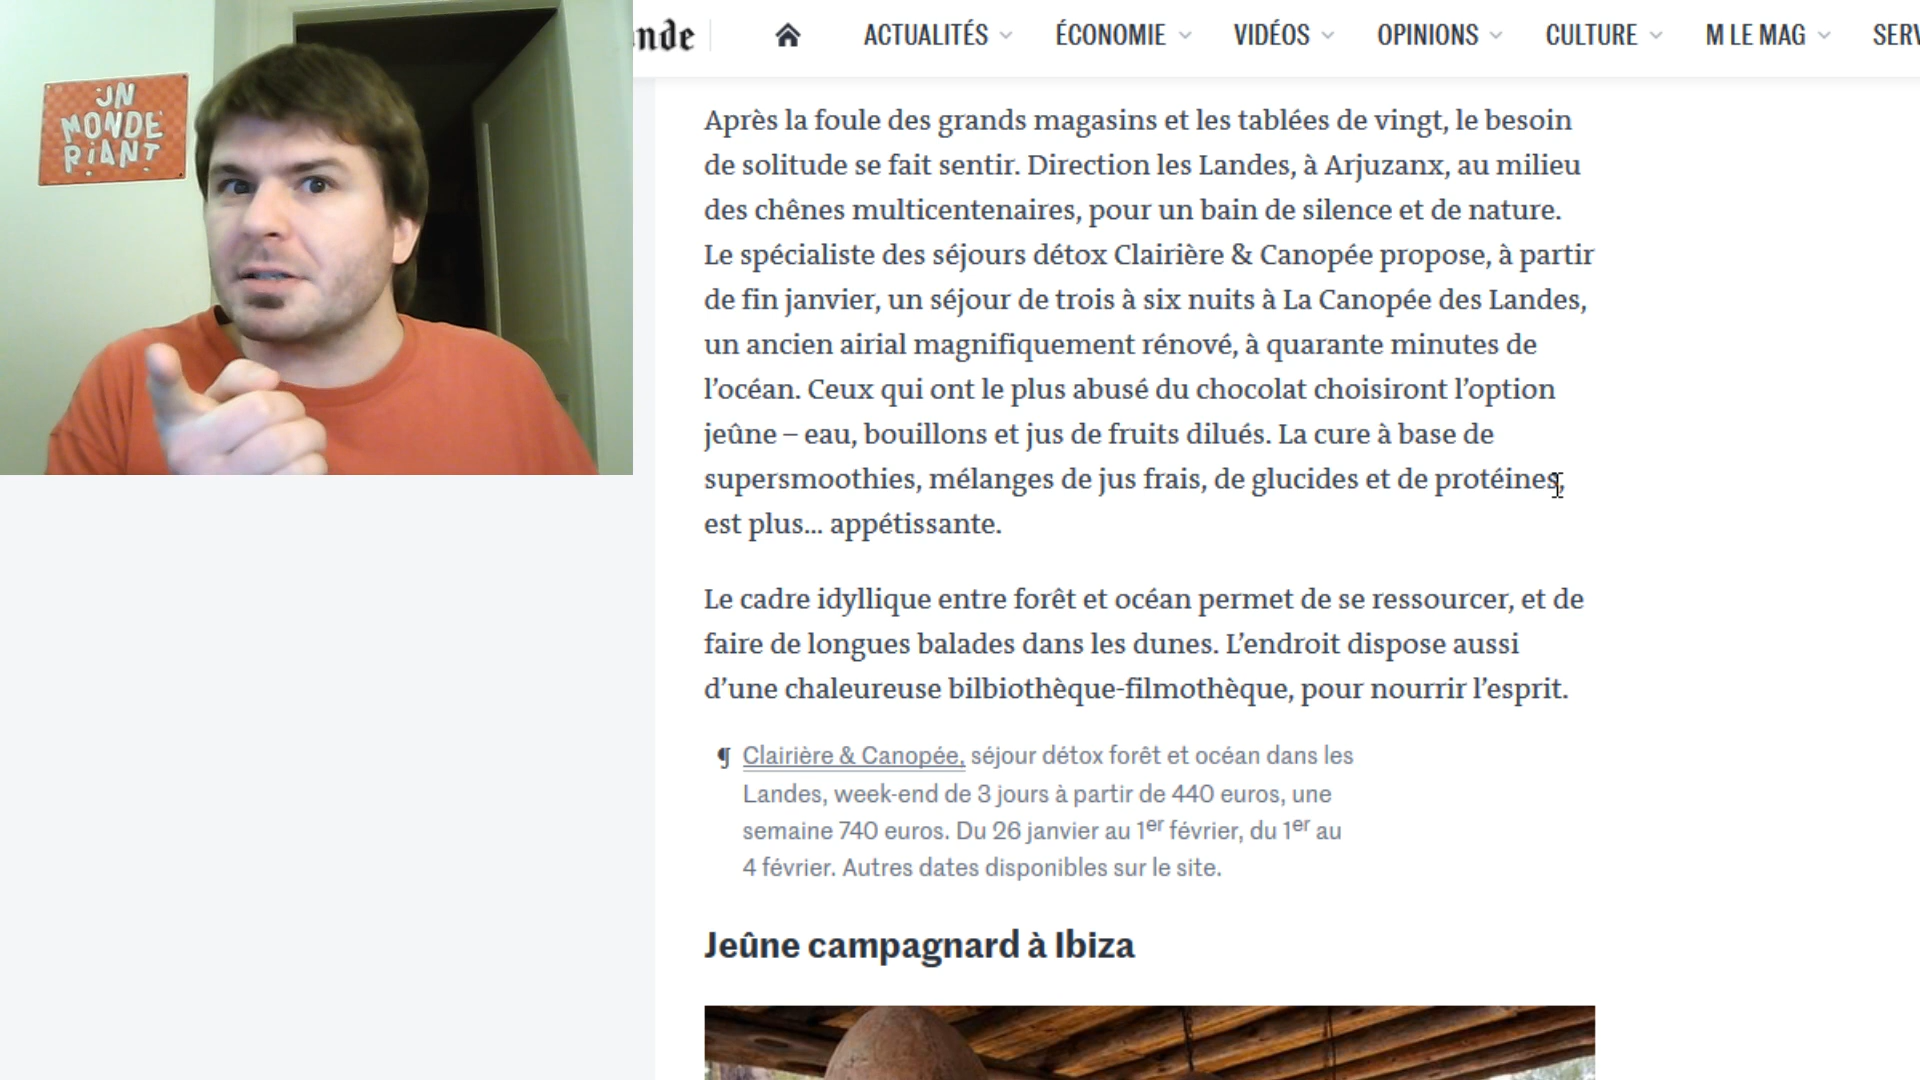 UN
MONDE
RIANT
nde
ACTUALITÉS
ÉCONOMIE
VIDÉOS
OPINIONS
CULTURE
M LE MAG
SERV
Après la foule des grands magasins et les tablées de vingt, le besoin
de solitude se fait sentir. Direction les Landes, à Arjuzanx, au milieu
des chênes multicentenaires, pour un bain de silence et de nature.
Le spécialiste des séjours détox Clairière & Canopée propose, à partir
de fin janvier, un séjour de trois à six nuits à La Canopée des Landes,
un ancien airial magnifiquement rénové, à quarante minutes de
l’océan. Ceux qui ont le plus abusé du chocolat choisiront l’option
jeûne – eau, bouillons et jus de fruits dilués. La cure à base de
supersmoothies, mélanges de jus frais, de glucides et de protéines,
est plus… appétissante.
Le cadre idyllique entre forêt et océan permet de se ressourcer, et de
faire de longues balades dans les dunes. L’endroit dispose aussi
d’une chaleureuse bilbiothèque-filmothèque, pour nourrir l’esprit.
¶ Clairière & Canopée, séjour détox forêt et océan dans les
Landes, week-end de 3 jours à partir de 440 euros, une
semaine 740 euros. Du 26 janvier au 1er février, du 1er au
4 février. Autres dates disponibles sur le site.
Jeûne campagnard à Ibiza